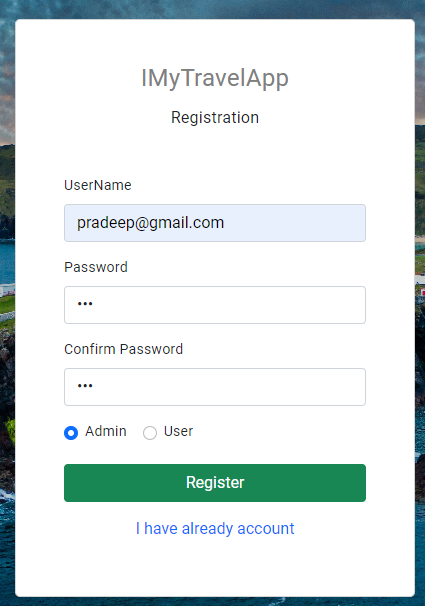 IMyTravelApp
Registration
UserName
pradeep@gmail.com
Password
•••
Confirm Password
•••
Admin User
Register
I have already account